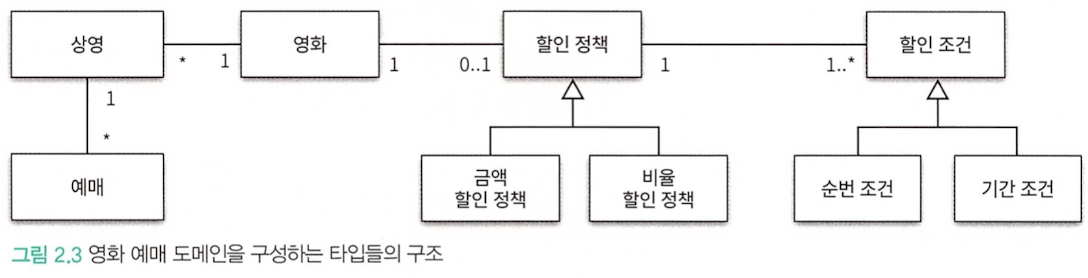 상영
*
1
영화
1
0..1
할인 정책
1
1..*
할인 조건
1
*
예매
금액
할인 정책
비율
할인 정책
순번 조건
기간 조건
그림 2.3 영화 예매 도메인을 구성하는 타입들의 구조